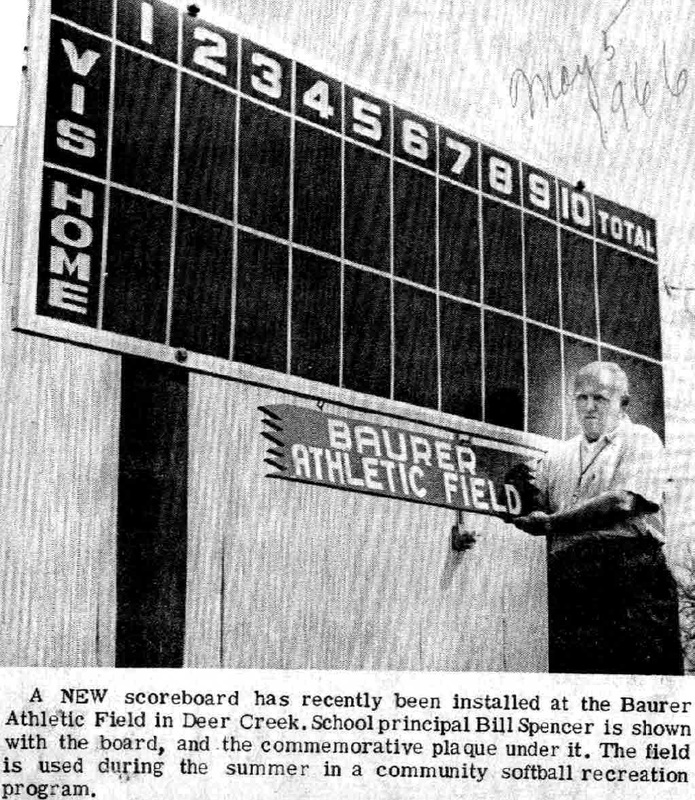 May 5
1966
1 2 3 4 5 6 7 8 9 10 TOTAL
VIS
HOME
BAURER
ATHLETIC FIELD
A NEW scoreboard has recently been installed at the Baurer
Athletic Field in Deer Creek. School principal Bill Spencer is shown
with the board, and the commemorative plaque under it. The field
is used during the summer in a community softball recreation
program.